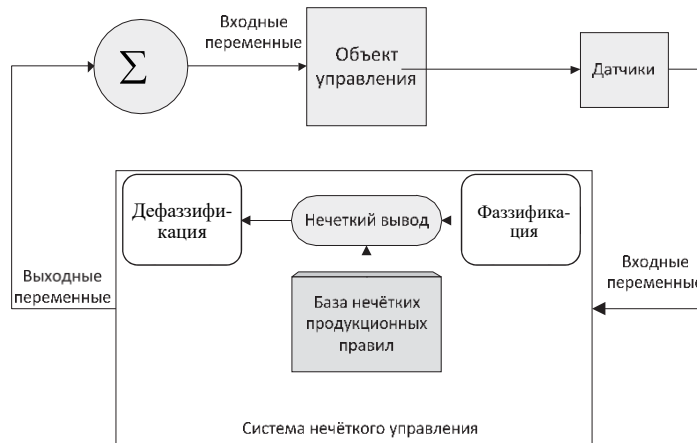 Входные
переменные
Σ
Объект
управления
Датчики
Дефаззифи-
кация
Нечеткий вывод
Фаззифика-
ция
Выходные
переменные
База нечётких
продукционных
правил
Входные
переменные
Система нечёткого управления